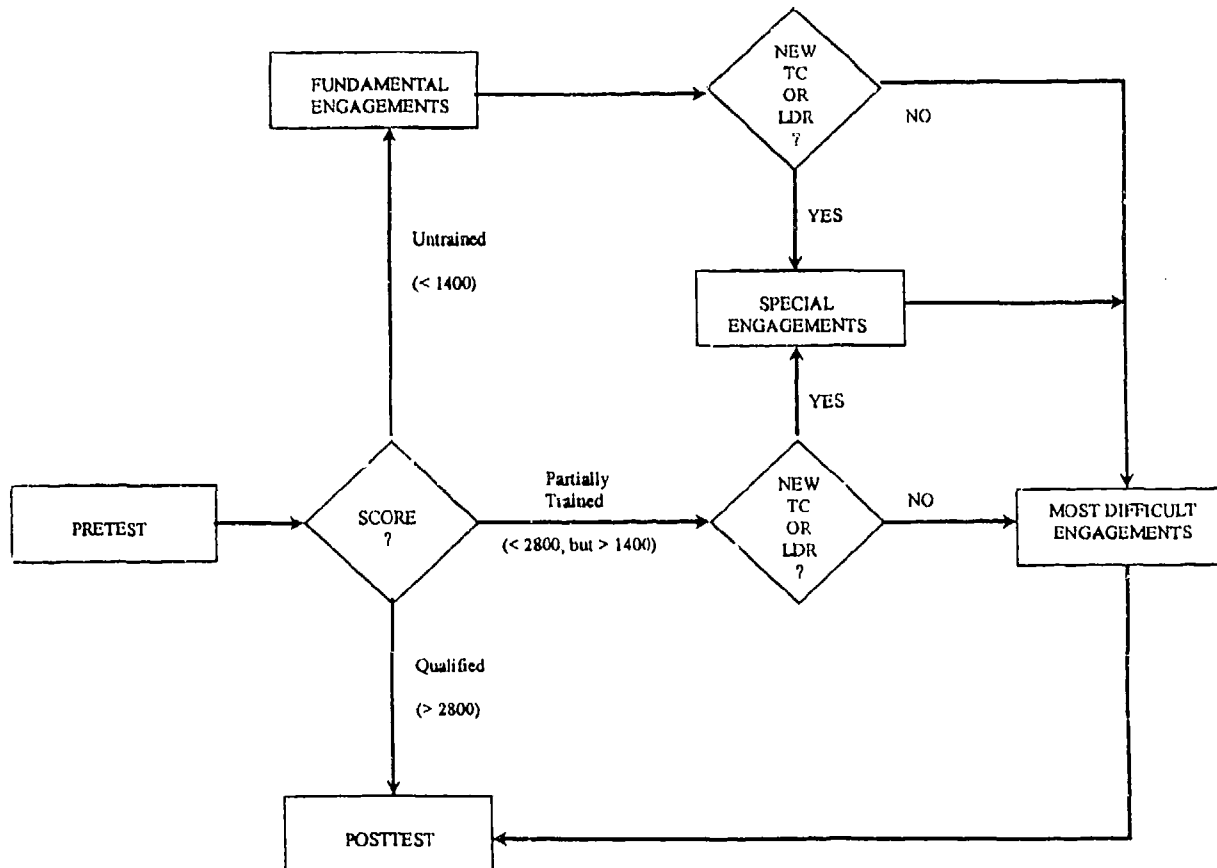 FUNDAMENTAL
ENGAGEMENTS
NEW
TC
OR
LDR
?
NO
YES
Untrained
(< 1400)
SPECIAL
ENGAGEMENTS
YES
PRETEST
SCORE
?
Partially
Trained
(< 2800, but > 1400)
NEW
TC
OR
LDR
?
NO
MOST DIFFICULT
ENGAGEMENTS
Qualified
(> 2800)
POSTTEST